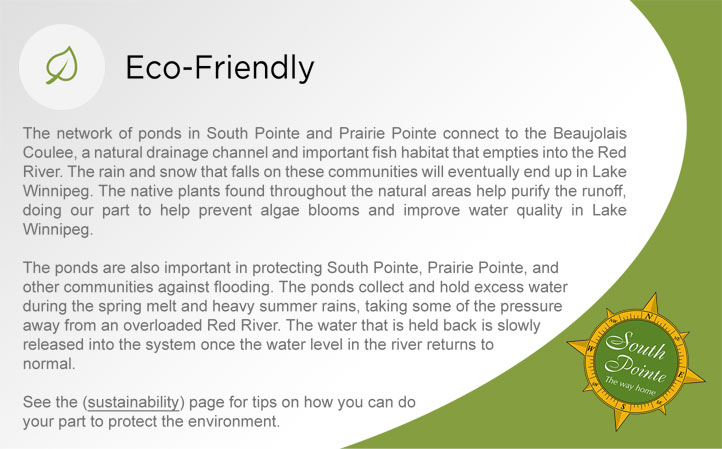 Eco-Friendly
The network of ponds in South Pointe and Prairie Pointe connect to the Beaujolais
Coulee, a natural drainage channel and important fish habitat that empties into the Red
River. The rain and snow that falls on these communities will eventually end up in Lake
Winnipeg. The native plants found throughout the natural areas help purify the runoff,
doing our part to help prevent algae blooms and improve water quality in Lake
Winnipeg.
The ponds are also important in protecting South Pointe, Prairie Pointe, and
other communities against flooding. The ponds collect and hold excess water
during the spring melt and heavy summer rains, taking some of the pressure
away from an overloaded Red River. The water that is held back is slowly
released into the system once the water level in the river returns to
normal.
See the (sustainability) page for tips on how you can do
your part to protect the environment.
N
W
E
S
South
Pointe
The way home